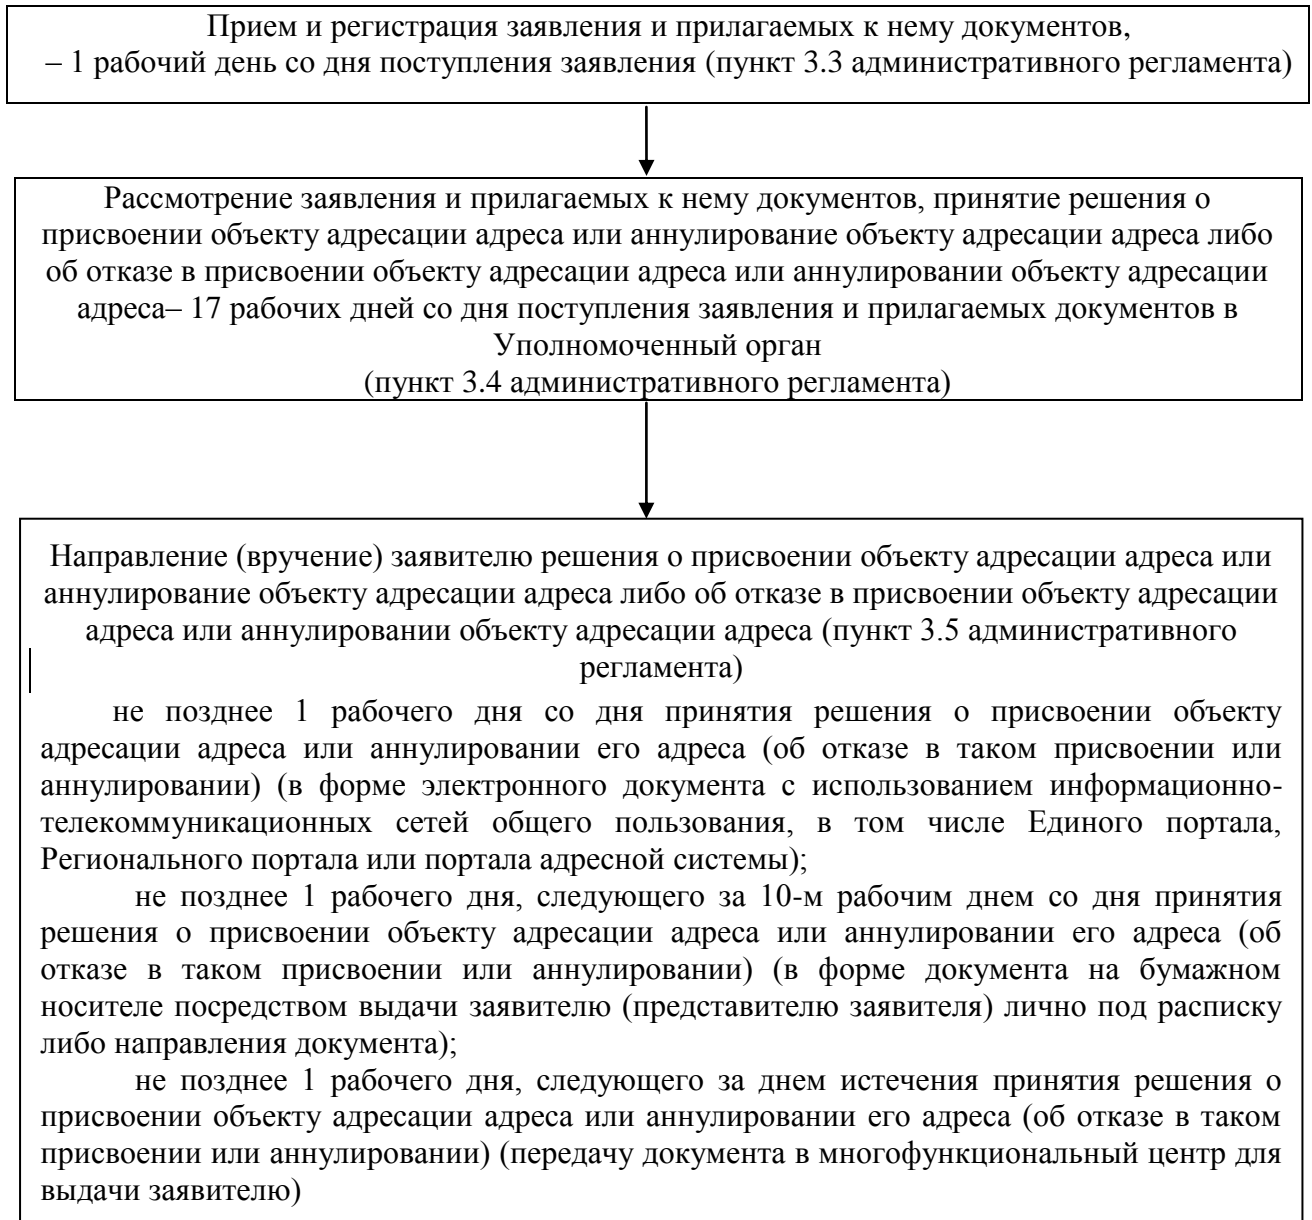 Прием и регистрация заявления и прилагаемых к нему документов,
– 1 рабочий день со дня поступления заявления (пункт 3.3 административного регламента)
Рассмотрение заявления и прилагаемых к нему документов, принятие решения о
присвоении объекту адресации адреса или аннулирование объекту адресации адреса либо
об отказе в присвоении объекту адресации адреса или аннулировании объекту адресации
адреса– 17 рабочих дней со дня поступления заявления и прилагаемых документов в
Уполномоченный орган
(пункт 3.4 административного регламента)
Направление (вручение) заявителю решения о присвоении объекту адресации адреса или
аннулирование объекту адресации адреса либо об отказе в присвоении объекту адресации
адреса или аннулировании объекту адресации адреса (пункт 3.5 административного
регламента)
не позднее 1 рабочего дня со дня принятия решения о присвоении объекту
адресации адреса или аннулировании его адреса (об отказе в таком присвоении или
аннулировании) (в форме электронного документа с использованием информационно-
телекоммуникационных сетей общего пользования, в том числе Единого портала,
Регионального портала или портала адресной системы);
не позднее 1 рабочего дня, следующего за 10-м рабочим днем со дня принятия
решения о присвоении объекту адресации адреса или аннулировании его адреса (об
отказе в таком присвоении или аннулировании) (в форме документа на бумажном
носителе посредством выдачи заявителю (представителю заявителя) лично под расписку
либо направления документа);
не позднее 1 рабочего дня, следующего за днем истечения принятия решения о
присвоении объекту адресации адреса или аннулировании его адреса (об отказе в таком
присвоении или аннулировании) (передачу документа в многофункциональный центр для
выдачи заявителю)